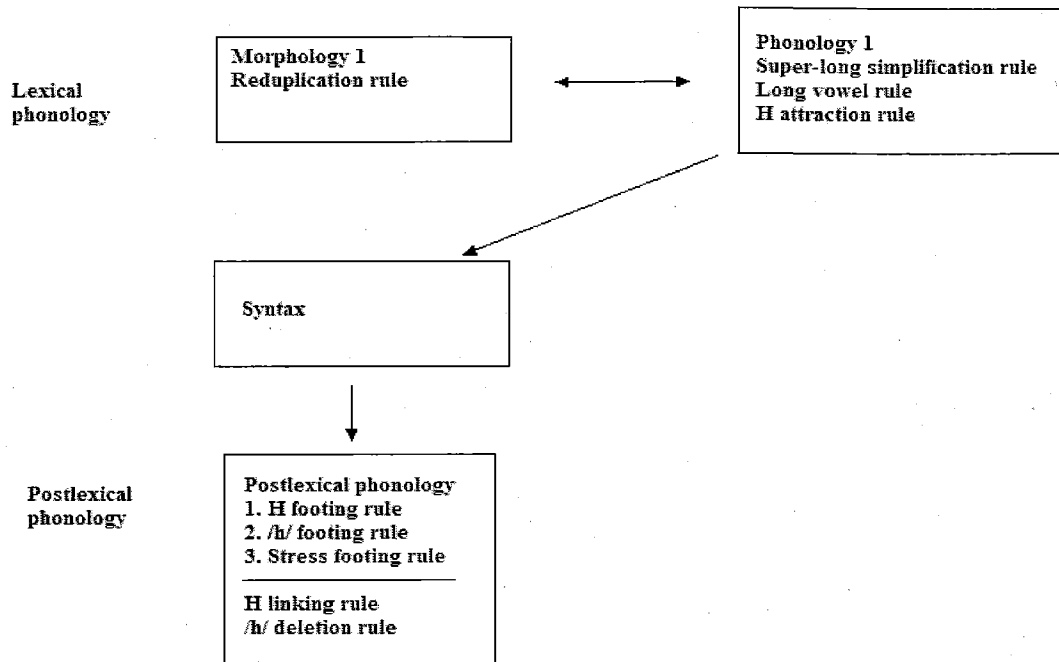 Morphology 1
Reduplication rule
Phonology 1
Super-long simplification rule
Long vowel rule
H attraction rule
Lexical
phonology
Syntax
Postlexical
phonology
Postlexical phonology
1. H footing rule
2. /h/ footing rule
3. Stress footing rule
H linking rule
/h/ deletion rule